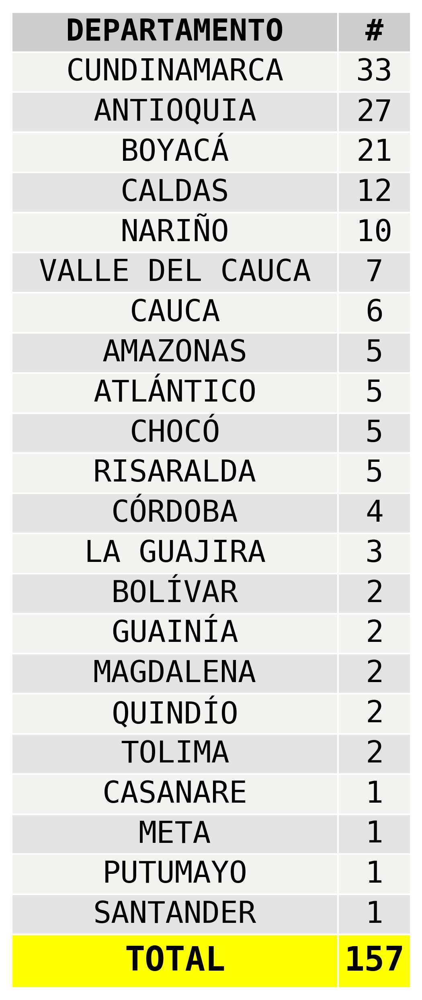 DEPARTAMENTO #
CUNDINAMARCA 33
ANTIOQUIA 27
BOYACÁ 21
CALDAS 12
NARIÑO 10
VALLE DEL CAUCA 7
CAUCA 6
AMAZONAS 5
ATLÁNTICO 5
CHOCÓ 5
RISARALDA 5
CÓRDOBA 4
LA GUAJIRA 3
BOLÍVAR 2
GUAINÍA 2
MAGDALENA 2
QUINDÍO 2
TOLIMA 2
CASANARE 1
META 1
PUTUMAYO 1
SANTANDER 1
TOTAL 157